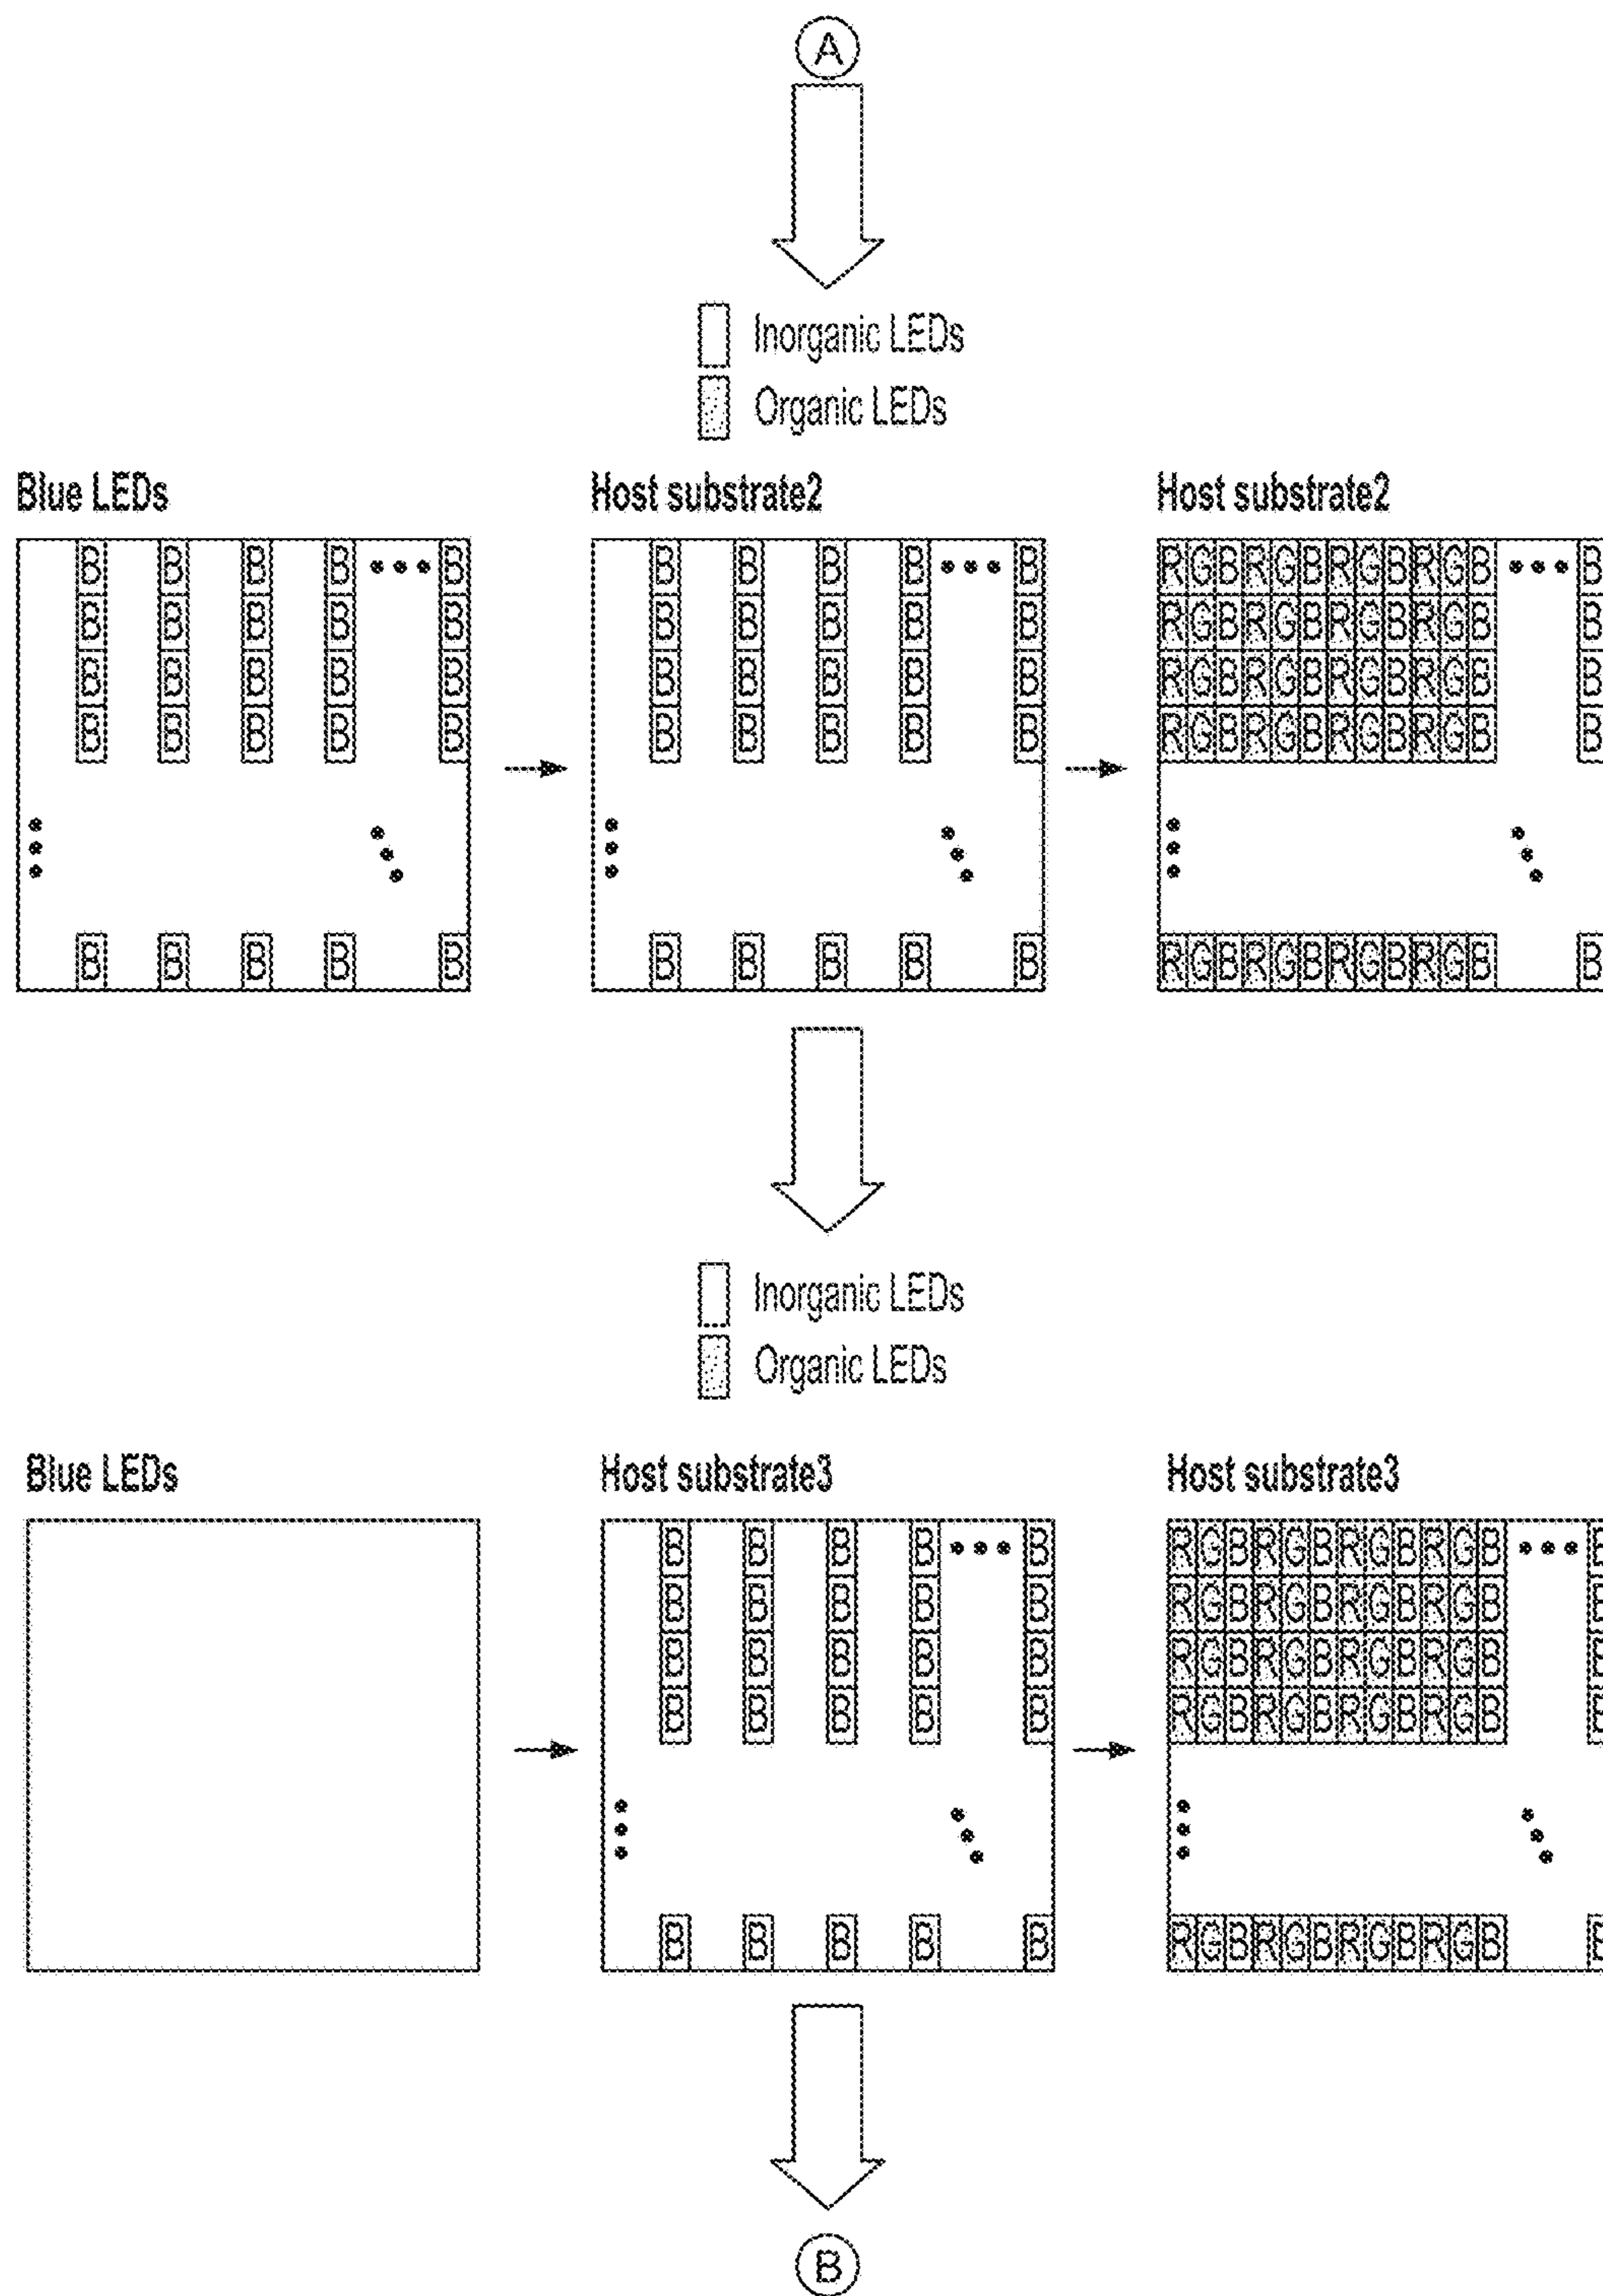 A
Inorganic LEDs
Organic LEDs
Blue LEDs Host substrate2 Host substrate2
B B B B ••• B B B B B ••• B RGBRGBRGBRGB ••• B
B B B B B B B B B B RGBRGBRGBRGB B
B B B B B B B B B B RGBRGBRGBRGB B
B B B B B B B B B B RGBRGBRGBRGB B
B B B B B B B B B B RGBRGBRGBRGB B
Inorganic LEDs
Organic LEDs
Blue LEDs Host substrate3 Host substrate3
B B B B ••• B RGBRGBRGBRGB ••• B
B B B B B RGBRGBRGBRGB B
B B B B B RGBRGBRGBRGB B
B B B B B RGBRGBRGBRGB B
B B B B B RGBRGBRGBRGB B
B